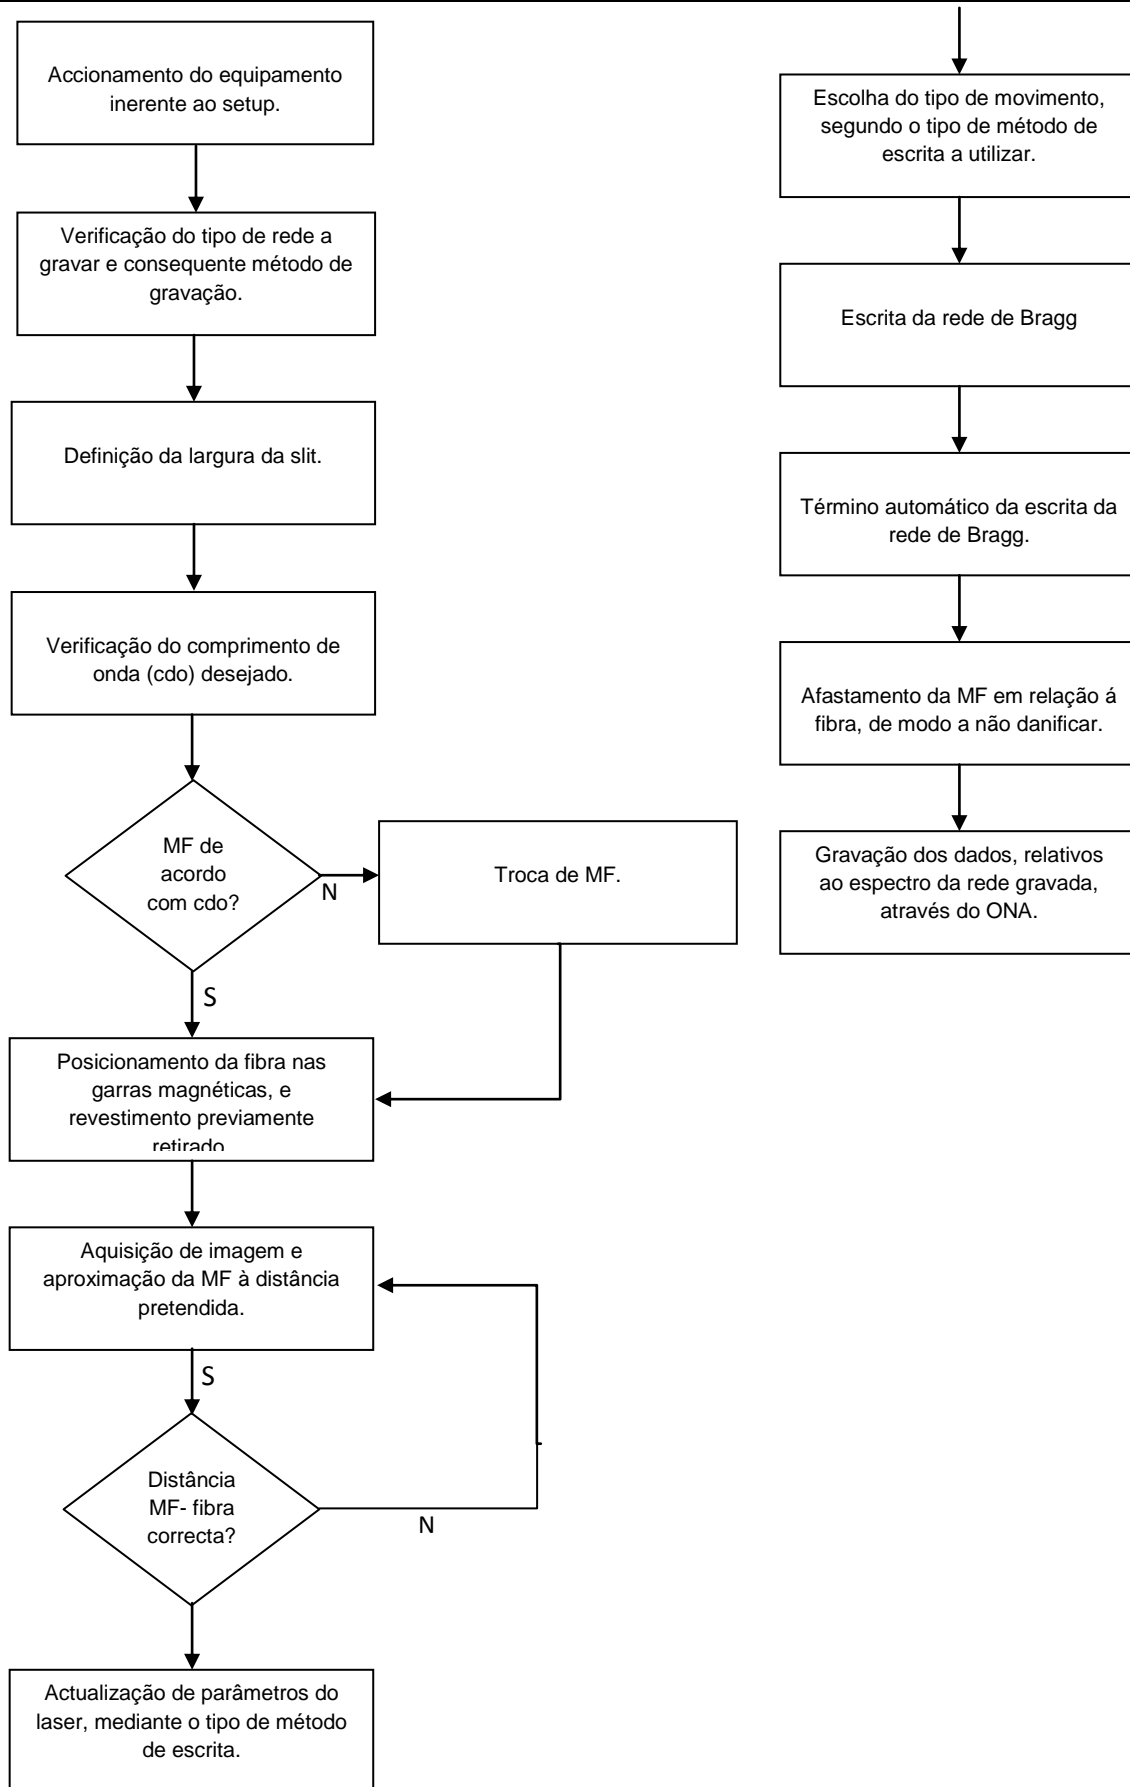 Accionamento do equipamento
inerente ao setup.
Verificação do tipo de rede a
gravar e consequente método de
gravação.
Definição da largura da slit.
Verificação do comprimento de
onda (cdo) desejado.
MF de
acordo
com cdo?
N
Troca de MF.
S
Posicionamento da fibra nas
garras magnéticas, e
revestimento previamente
retirado
Aquisição de imagem e
aproximação da MF à distância
pretendida.
S
Distância
MF- fibra
correcta?
N
Actualização de parâmetros do
laser, mediante o tipo de método
de escrita.
Escolha do tipo de movimento,
segundo o tipo de método de
escrita a utilizar.
Escrita da rede de Bragg
Término automático da escrita da
rede de Bragg.
Afastamento da MF em relação á
fibra, de modo a não danificar.
Gravação dos dados, relativos
ao espectro da rede gravada,
através do ONA.